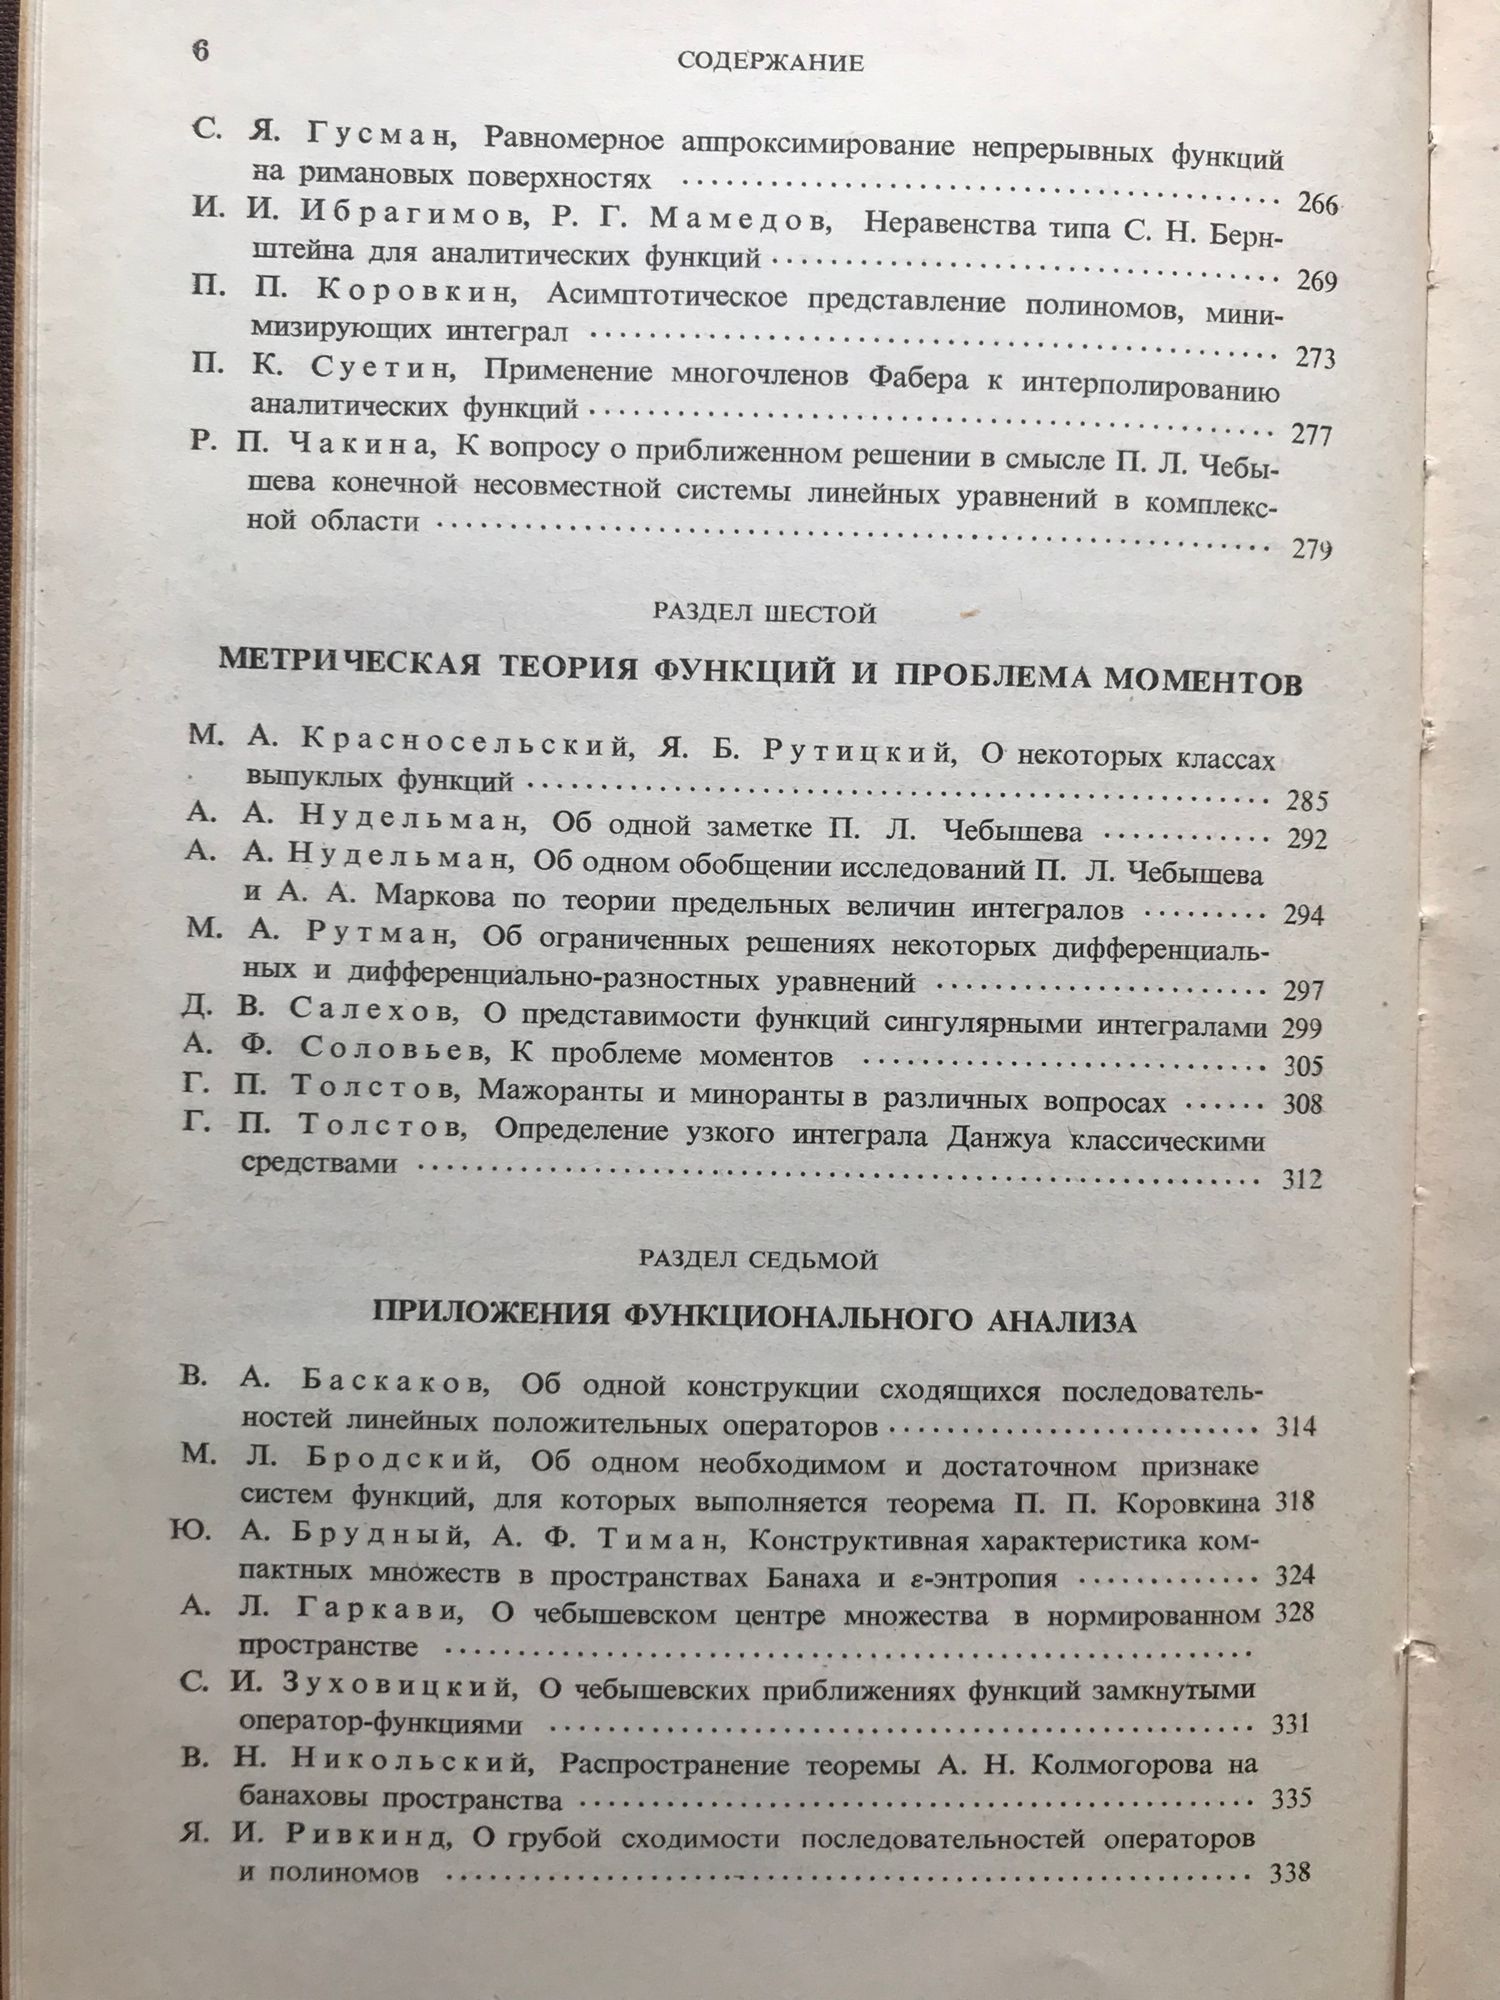 6
СОДЕРЖАНИЕ
С. Я. Гусман, Равномерное аппроксимирование непрерывных функций
на римановых поверхностях 266
И. И. Ибрагимов, Р. Г. Мамедов, Неравенства типа С. Н. Берн-
штейна для аналитических функций 269
П. П. Коровкин, Асимптотическое представление полиномов, мини-
мизирующих интеграл 273
П. К. Суетин, Применение многочленов Фабера к интерполированию
аналитических функций 277
Р. П. Чакина, К вопросу о приближенном решении в смысле П. Л. Чебы-
шева конечной несовместной системы линейных уравнений в комплекс-
ной области 279
РАЗДЕЛ ШЕСТОЙ
МЕТРИЧЕСКАЯ ТЕОРИЯ ФУНКЦИЙ И ПРОБЛЕМА МОМЕНТОВ
М. А. Красносельский, Я. Б. Рутицкий, О некоторых классах
выпуклых функций 285
А. А. Нудельман, Об одной заметке П. Л. Чебышева 292
А. А. Нудельман, Об одном обобщении исследований П. Л. Чебышева
и А. А. Маркова по теории предельных величин интегралов 294
М. А. Рутман, Об ограниченных решениях некоторых дифференциаль-
ных и дифференциально-разностных уравнений 297
Д. В. Салехов, О представимости функций сингулярными интегралами 299
А. Ф. Соловьев, К проблеме моментов 305
Г. П. Толстов, Мажоранты и миноранты в различных вопросах 308
Г. П. Толстов, Определение узкого интеграла Данжуа классическими
средствами 312
РАЗДЕЛ СЕДЬМОЙ
ПРИЛОЖЕНИЯ ФУНКЦИОНАЛЬНОГО АНАЛИЗА
В. А. Баскаков, Об одной конструкции сходящихся последователь-
ностей линейных положительных операторов 314
М. Л. Бродский, Об одном необходимом и достаточном признаке
систем функций, для которых выполняется теорема П. П. Коровкина 318
Ю. А. Брудный, А. Ф. Тиман, Конструктивная характеристика ком-
пактных множеств в пространствах Банаха и ε-энтропия 324
А. Л. Гаркави, О чебышевском центре множества в нормированном 328
пространстве
С. И. Зуховицкий, О чебышевских приближениях функций замкнутыми
оператор-функциями 331
В. Н. Никольский, Распространение теоремы А. Н. Колмогорова на
банаховы пространства 335
Я. И. Ривкинд, О грубой сходимости последовательностей операторов
и полиномов 338